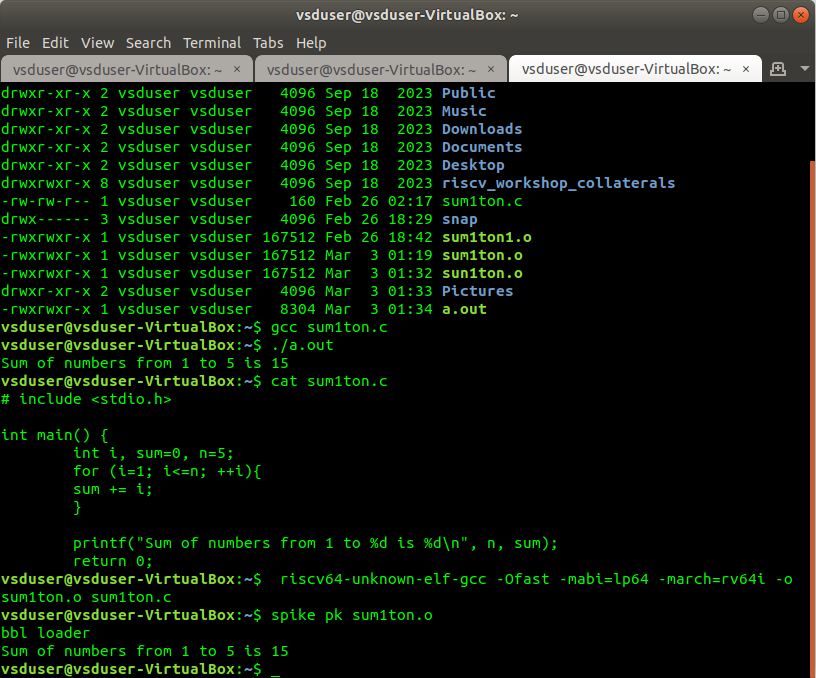 vsduser@vsduser-VirtualBox: ~
File Edit View Search Terminal Tabs Help
vsduser@vsduser-VirtualBox: ~ × vsduser@vsduser-VirtualBox: ~ × vsduser@vsduser-VirtualBox: ~ ×
drwxr-xr-x 2 vsduser vsduser   4096 Sep 18  2023 Public
drwxr-xr-x 2 vsduser vsduser   4096 Sep 18  2023 Music
drwxr-xr-x 2 vsduser vsduser   4096 Sep 18  2023 Downloads
drwxr-xr-x 2 vsduser vsduser   4096 Sep 18  2023 Documents
drwxr-xr-x 2 vsduser vsduser   4096 Sep 18  2023 Desktop
drwxrwxr-x 8 vsduser vsduser   4096 Sep 18  2023 riscv_workshop_collaterals
-rw-rw-r-- 1 vsduser vsduser    160 Feb 26 02:17 sum1ton.c
drwx------ 3 vsduser vsduser   4096 Feb 26 18:29 snap
-rwxrwxr-x 1 vsduser vsduser 167512 Feb 26 18:42 sum1ton1.o
-rwxrwxr-x 1 vsduser vsduser 167512 Mar  3 01:19 sum1ton.o
-rwxrwxr-x 1 vsduser vsduser 167512 Mar  3 01:32 sun1ton.o
drwxr-xr-x 2 vsduser vsduser   4096 Mar  3 01:33 Pictures
-rwxrwxr-x 1 vsduser vsduser   8304 Mar  3 01:34 a.out
vsduser@vsduser-VirtualBox:~$ gcc sum1ton.c
vsduser@vsduser-VirtualBox:~$ ./a.out
Sum of numbers from 1 to 5 is 15
vsduser@vsduser-VirtualBox:~$ cat sum1ton.c
# include <stdio.h>

int main() {
        int i, sum=0, n=5;
        for (i=1; i<=n; ++i){
        sum += i;
        }

        printf("Sum of numbers from 1 to %d is %d\n", n, sum);
        return 0;
vsduser@vsduser-VirtualBox:~$  riscv64-unknown-elf-gcc -Ofast -mabi=lp64 -march=rv64i -o
sum1ton.o sum1ton.c
vsduser@vsduser-VirtualBox:~$ spike pk sum1ton.o
bbl loader
Sum of numbers from 1 to 5 is 15
vsduser@vsduser-VirtualBox:~$ _